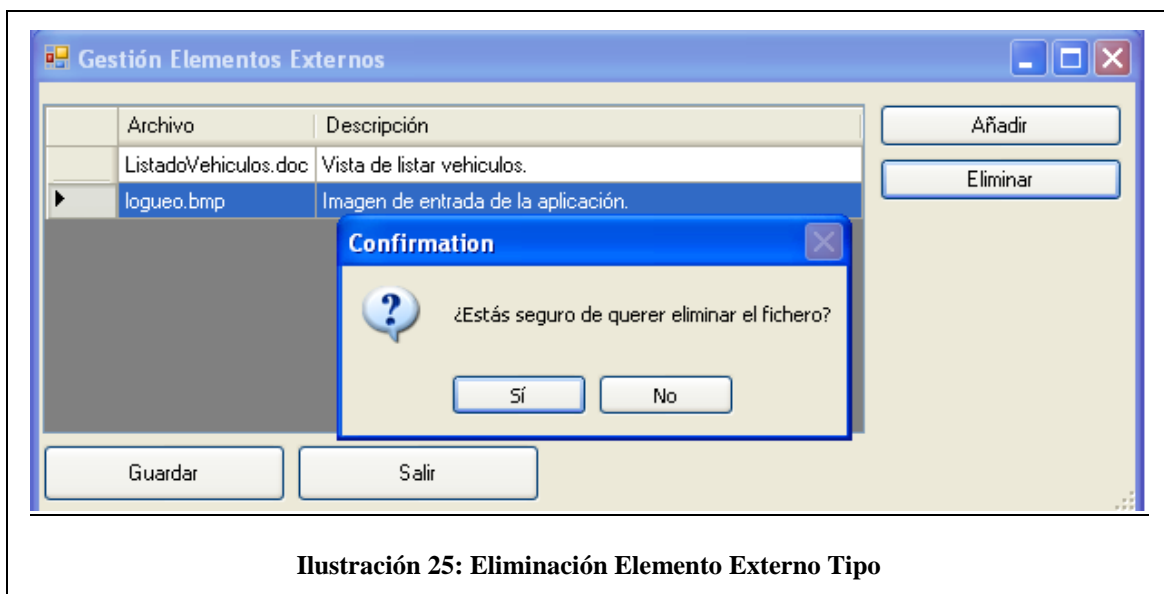 Gestión Elementos Externos
Archivo Descripción
Añadir
ListadoVehiculos.doc Vista de listar vehiculos.
Eliminar
logueo.bmp Imagen de entrada de la aplicación.
Confirmation
¿Estás seguro de querer eliminar el fichero?
Sí No
Guardar Salir
Ilustración 25: Eliminación Elemento Externo Tipo